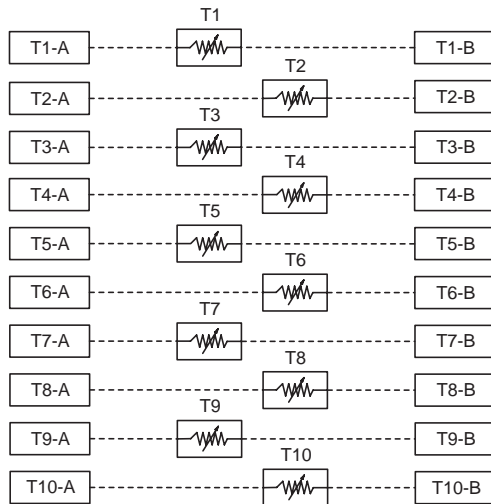 T1
T1-A T1-B
T2
T2-A T2-B
T3
T3-A T3-B
T4
T4-A T4-B
T5
T5-A T5-B
T6
T6-A T6-B
T7
T7-A T7-B
T8
T8-A T8-B
T9
T9-A T9-B
T10
T10-A T10-B